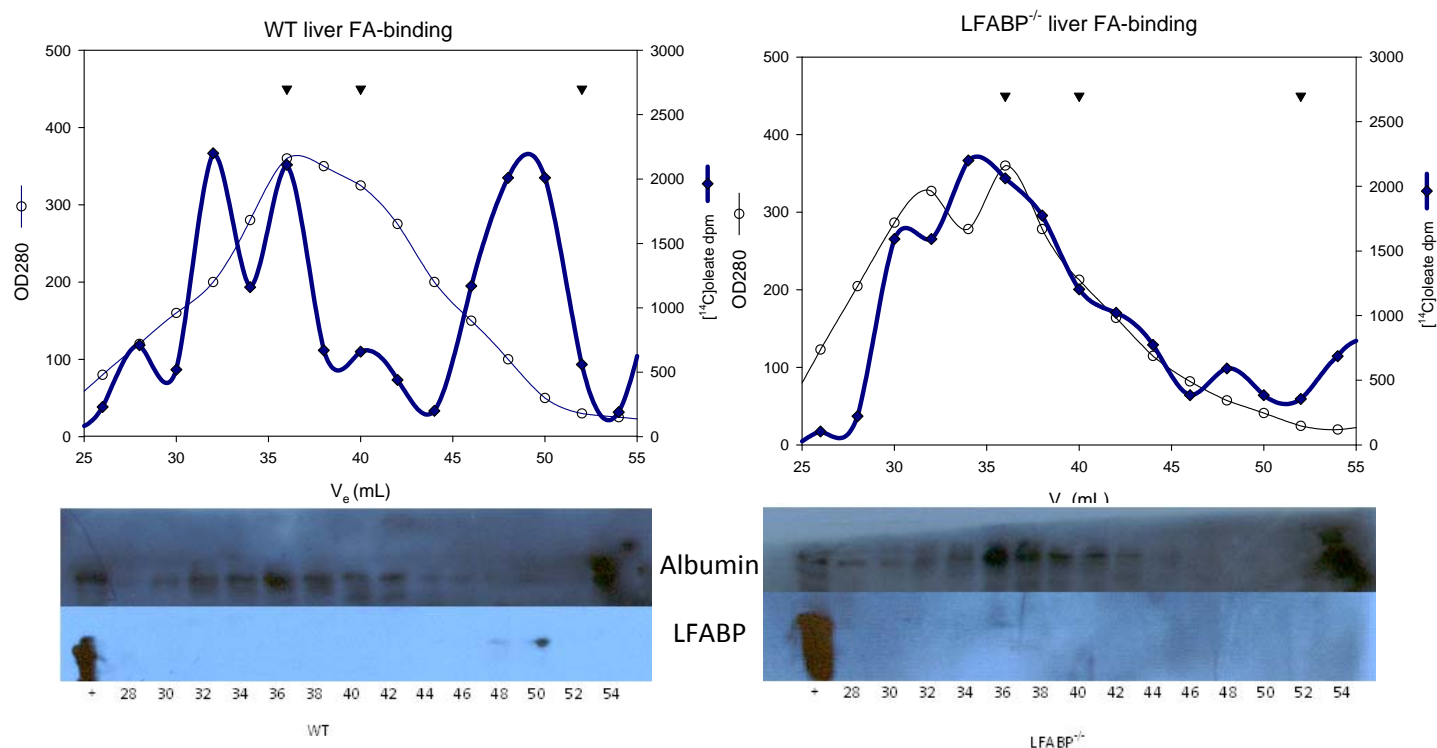 WT liver FA-binding
500
400
300
200
100
0
OD280
3000
2500
2000
1500
1000
500
0
[¹⁴C]oleate dpm
25 30 35 40 45 50 55
Vₑ (mL)
LFABP⁻/⁻ liver FA-binding
500
400
300
200
100
0
OD280
3000
2500
2000
1500
1000
500
0
[¹⁴C]oleate dpm
25 30 35 40 45 50 55
V (mL)
Albumin
LFABP
+ 28 30 32 34 36 38 40 42 44 46 48 50 52 54
WT
+ 28 30 32 34 36 38 40 42 44 46 48 50 52 54
LFABP⁻/⁻